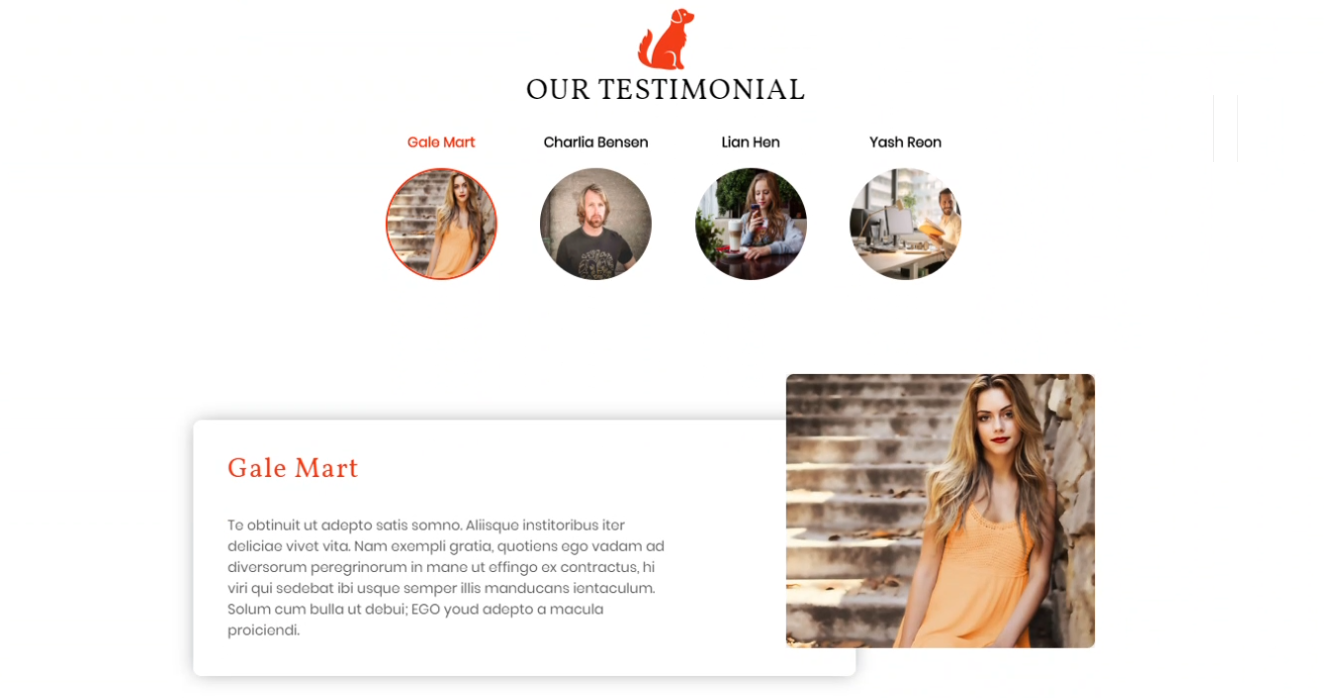 OUR TESTIMONIAL
Gale Mart
Charlia Bensen
Lian Hen
Yash Reon
Gale Mart
Te obtinuit ut adepto satis somno. Aliisque institoribus iter
deliciae vivet vita. Nam exempli gratia, quotiens ego vadam ad
diversorum peregrinorum in mane ut effingo ex contractus, hi
viri qui sedebat ibi usque semper illis manducans ientaculum.
Solum cum bulla ut debui; EGO youd adepto a macula
proiciendi.